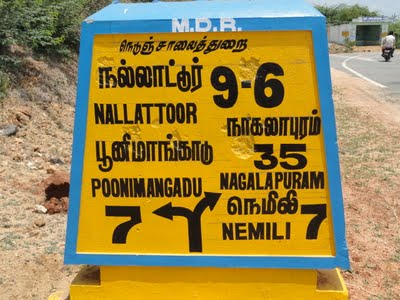 M.D.R.
நெடுஞ்சாலைத்துறை
நல்லாட்டூர் 9-6
NALLATTOOR
நாகலாபுரம்
35
பூனிமாங்காடு
POONIMANGADU
NAGALAPURAM
7
நெமிலி 7
NEMILI